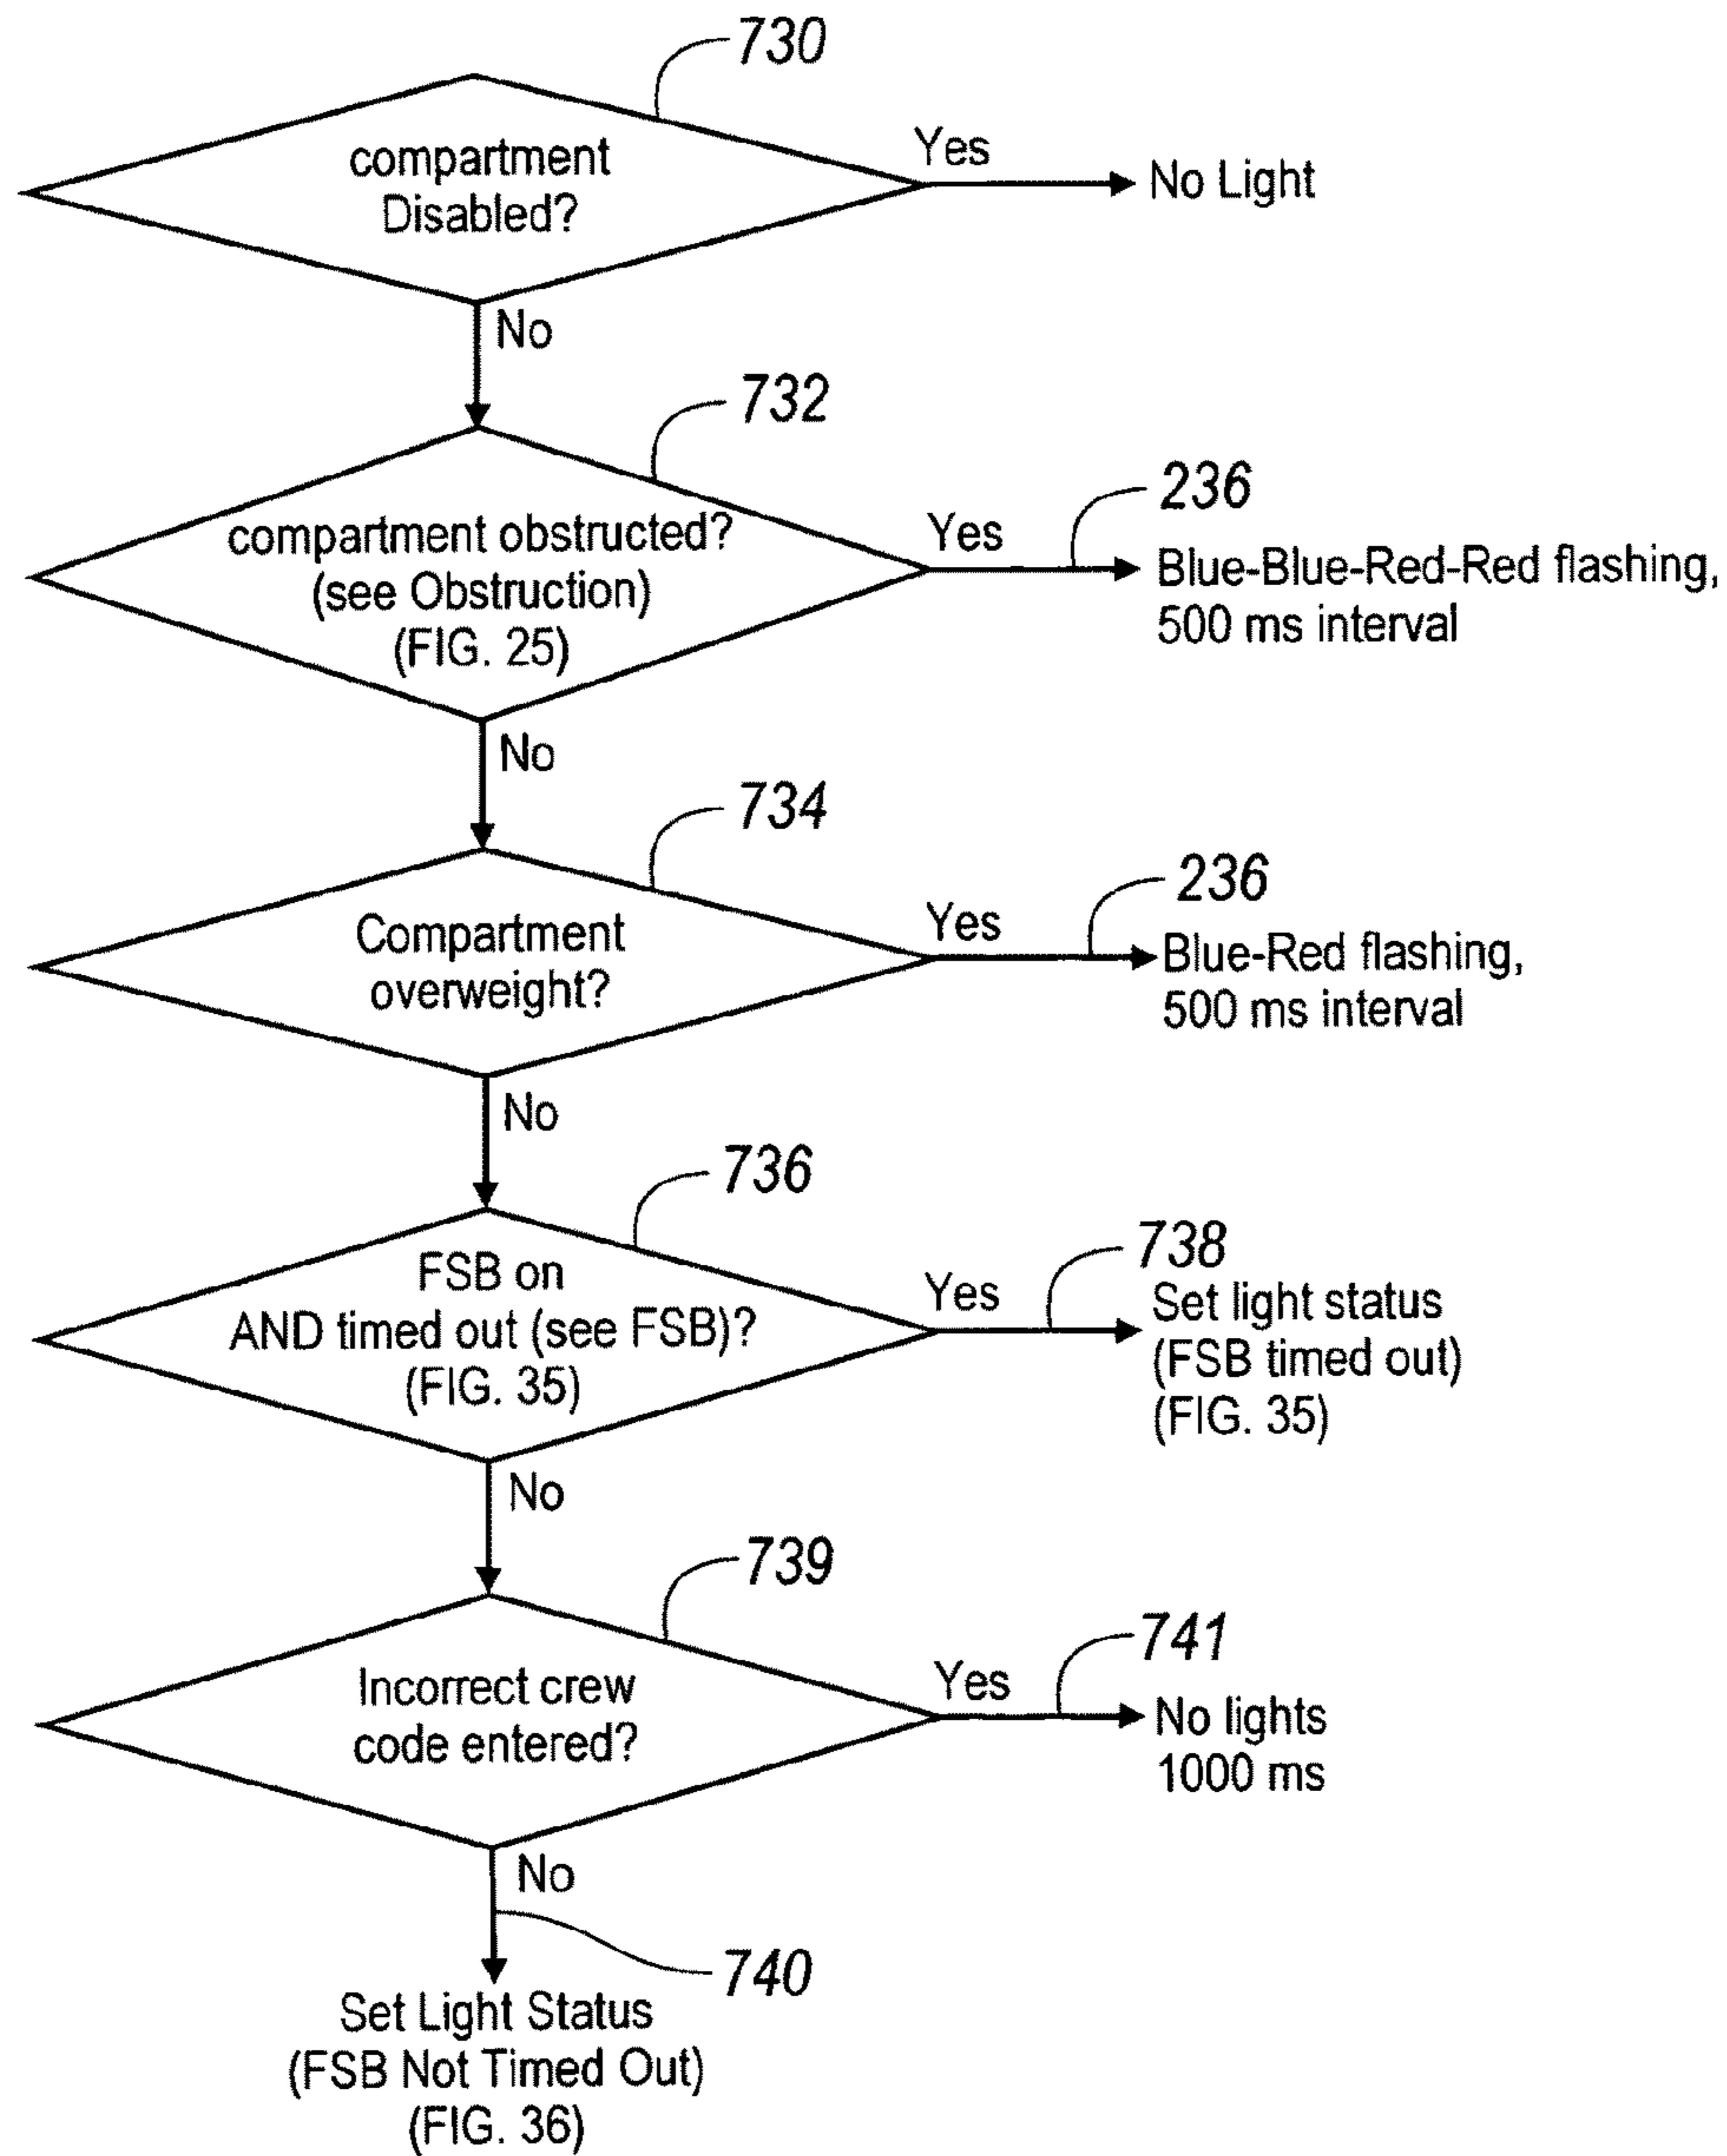 730
compartment
Disabled?
Yes
No Light
No
732
compartment obstructed?
(see Obstruction)
(FIG. 25)
Yes
236
Blue-Blue-Red-Red flashing,
500 ms interval
No
734
Compartment
overweight?
Yes
236
Blue-Red flashing,
500 ms interval
No
736
FSB on
AND timed out (see FSB)?
(FIG. 35)
Yes
738
Set light status
(FSB timed out)
(FIG. 35)
No
739
Incorrect crew
code entered?
Yes
741
No lights
1000 ms
No
740
Set Light Status
(FSB Not Timed Out)
(FIG. 36)